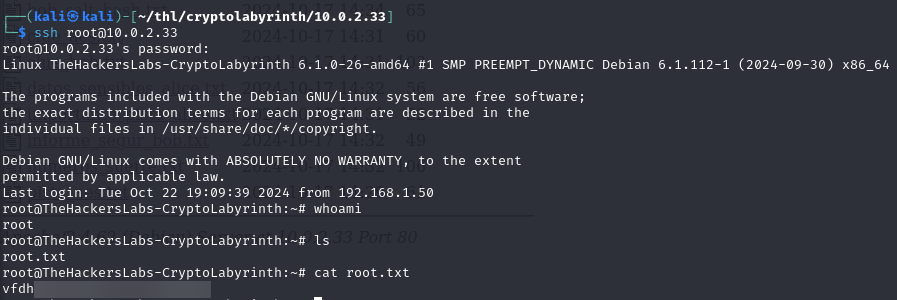 ┌──(kali㉿kali)-[~/thl/cryptolabyrinth/10.0.2.33]
└─$ ssh root@10.0.2.33
root@10.0.2.33's password:
Linux TheHackersLabs-CryptoLabyrinth 6.1.0-26-amd64 #1 SMP PREEMPT_DYNAMIC Debian 6.1.112-1 (2024-09-30) x86_64
The programs included with the Debian GNU/Linux system are free software;
the exact distribution terms for each program are described in the
individual files in /usr/share/doc/*/copyright.
Debian GNU/Linux comes with ABSOLUTELY NO WARRANTY, to the extent
permitted by applicable law.
Last login: Tue Oct 22 19:09:39 2024 from 192.168.1.50
root@TheHackersLabs-CryptoLabyrinth:~# whoami
root
root@TheHackersLabs-CryptoLabyrinth:~# ls
root.txt
root@TheHackersLabs-CryptoLabyrinth:~# cat root.txt
vfdh